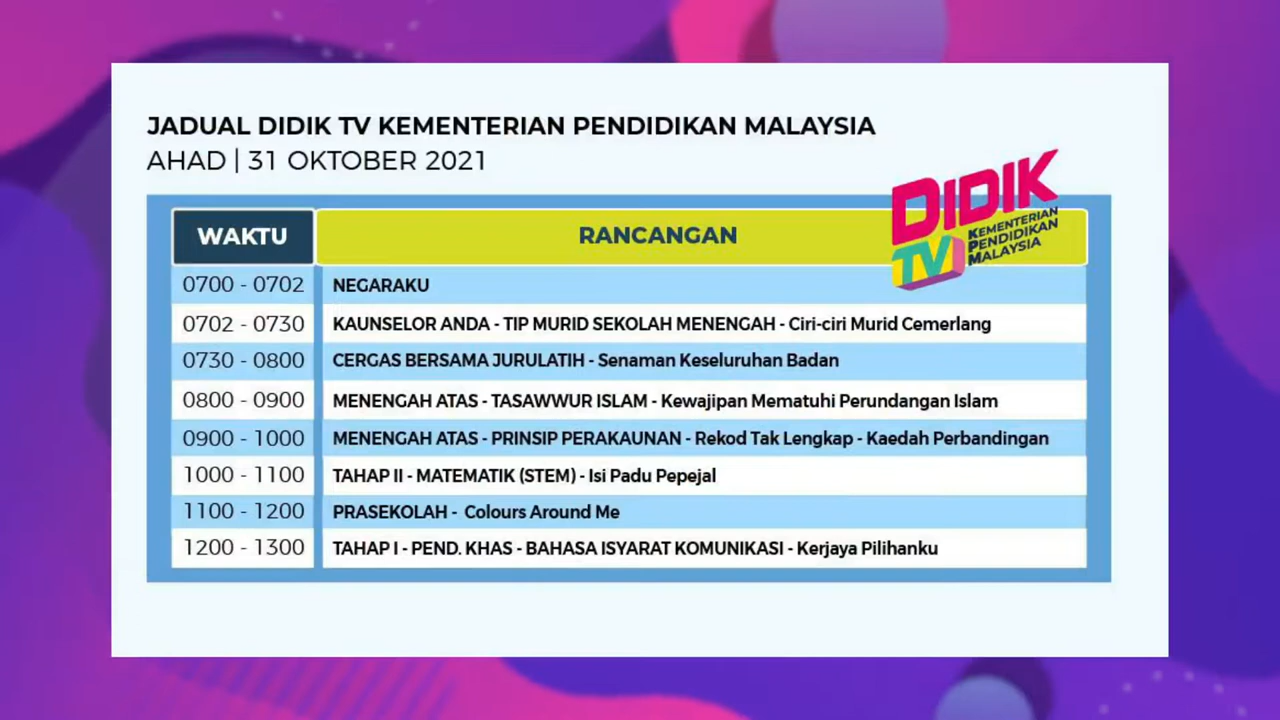 JADUAL DIDIK TV KEMENTERIAN PENDIDIKAN MALAYSIA
AHAD | 31 OKTOBER 2021
DIDIK
TV KEMENTERIAN
PENDIDIKAN
MALAYSIA
WAKTU RANCANGAN
0700 - 0702 NEGARAKU
0702 - 0730 KAUNSELOR ANDA - TIP MURID SEKOLAH MENENGAH - Ciri-ciri Murid Cemerlang
0730 - 0800 CERGAS BERSAMA JURULATIH - Senaman Keseluruhan Badan
0800 - 0900 MENENGAH ATAS - TASAWWUR ISLAM - Kewajipan Mematuhi Perundangan Islam
0900 - 1000 MENENGAH ATAS - PRINSIP PERAKAUNAN - Rekod Tak Lengkap - Kaedah Perbandingan
1000 - 1100 TAHAP II - MATEMATIK (STEM) - Isi Padu Pepejal
1100 - 1200 PRASEKOLAH - Colours Around Me
1200 - 1300 TAHAP I - PEND. KHAS - BAHASA ISYARAT KOMUNIKASI - Kerjaya Pilihanku